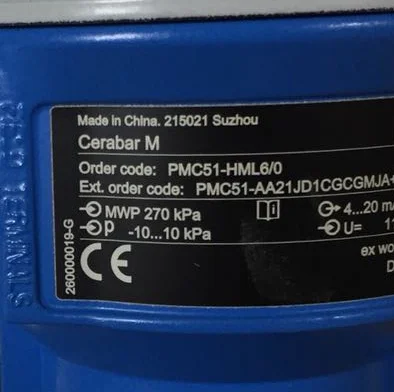 Made in China. 215021 Suzhou
Cerabar M
Order code: PMC51-HML6/0
Ext. order code: PMC51-AA21JD1CGCGMJA+
MWP 270 kPa
4...20 m
p -10...10 kPa
U= 1
CE
ex wo
D
260000019-G